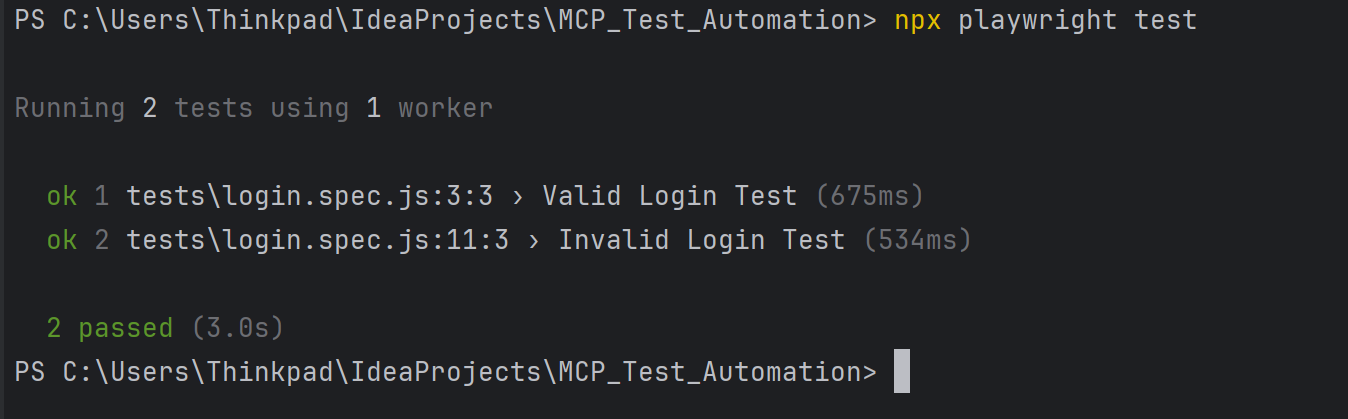 PS C:\Users\Thinkpad\IdeaProjects\MCP_Test_Automation> npx playwright test
Running 2 tests using 1 worker
ok 1 tests\login.spec.js:3:3 › Valid Login Test (675ms)
ok 2 tests\login.spec.js:11:3 › Invalid Login Test (534ms)
2 passed (3.0s)
PS C:\Users\Thinkpad\IdeaProjects\MCP_Test_Automation>